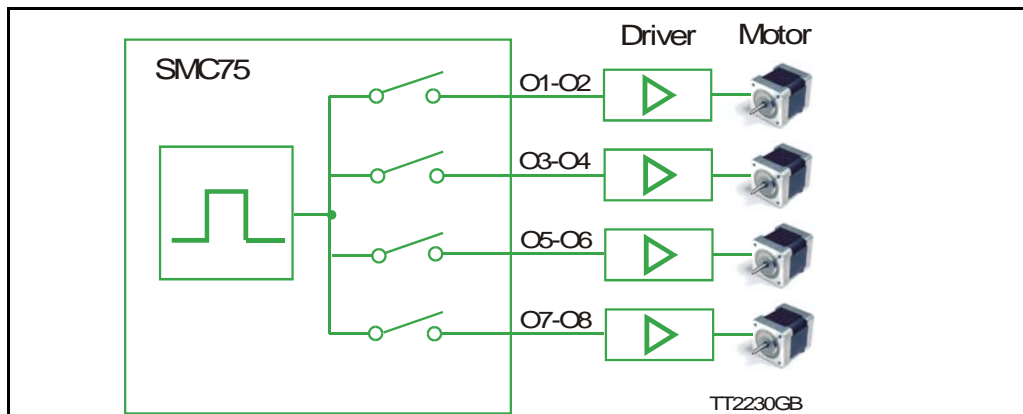 Driver Motor
SMC75
O1-O2
O3-O4
O5-O6
O7-O8
TT2230GB